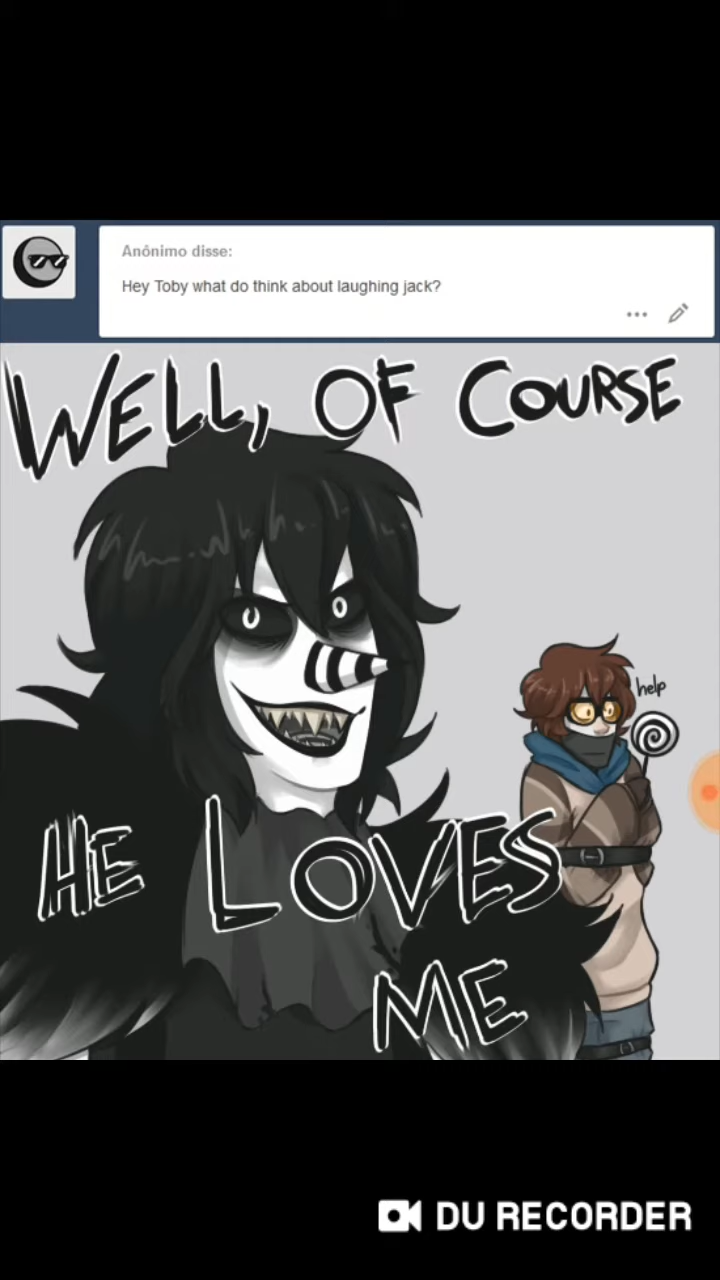 Anônimo disse:
Hey Toby what do think about laughing jack?
WELL, OF COURSE
help
HE LOVES
ME
DU RECORDER